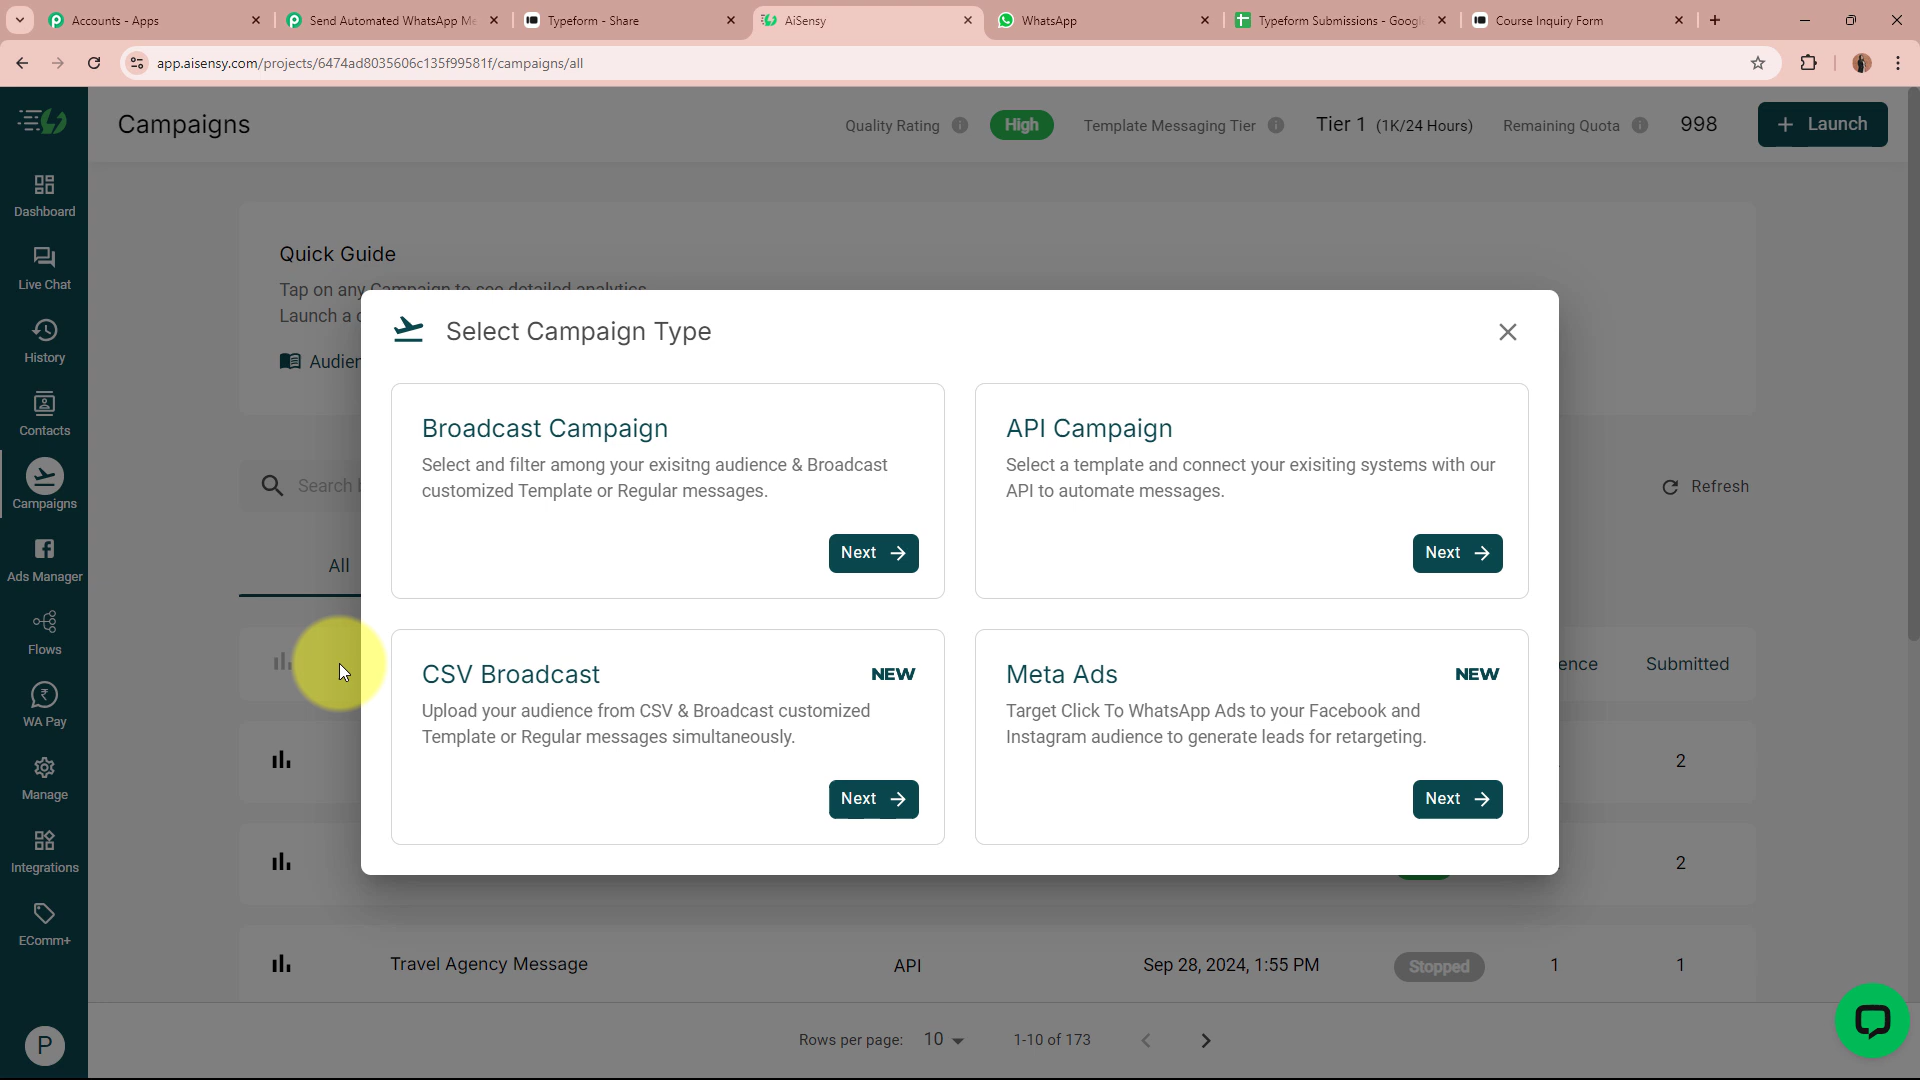 Accounts - Apps
Send Automated WhatsApp Me
Typeform - Share
AiSensy
WhatsApp
Typeform Submissions - Googl
Course Inquiry Form
app.aisensy.com/projects/6474ad8035606c135f99581f/campaigns/all
Campaigns
Quality Rating
High
Template Messaging Tier
Tier 1 (1K/24 Hours)
Remaining Quota
998
+ Launch
Dashboard
Live Chat
History
Contacts
Campaigns
Ads Manager
Flows
WA Pay
Manage
Integrations
EComm+
P
Quick Guide
Tap on any Campaign to see detailed analytics
Launch a
Audien
Search
Refresh
All
Select Campaign Type
Broadcast Campaign
Select and filter among your exisitng audience & Broadcast
customized Template or Regular messages.
Next
API Campaign
Select a template and connect your exisiting systems with our
API to automate messages.
Next
CSV Broadcast
NEW
Upload your audience from CSV & Broadcast customized
Template or Regular messages simultaneously.
Next
Meta Ads
NEW
Target Click To WhatsApp Ads to your Facebook and
Instagram audience to generate leads for retargeting.
Next
ence
Submitted
2
2
Travel Agency Message
API
Sep 28, 2024, 1:55 PM
Stopped
1
1
Rows per page:
10
1-10 of 173